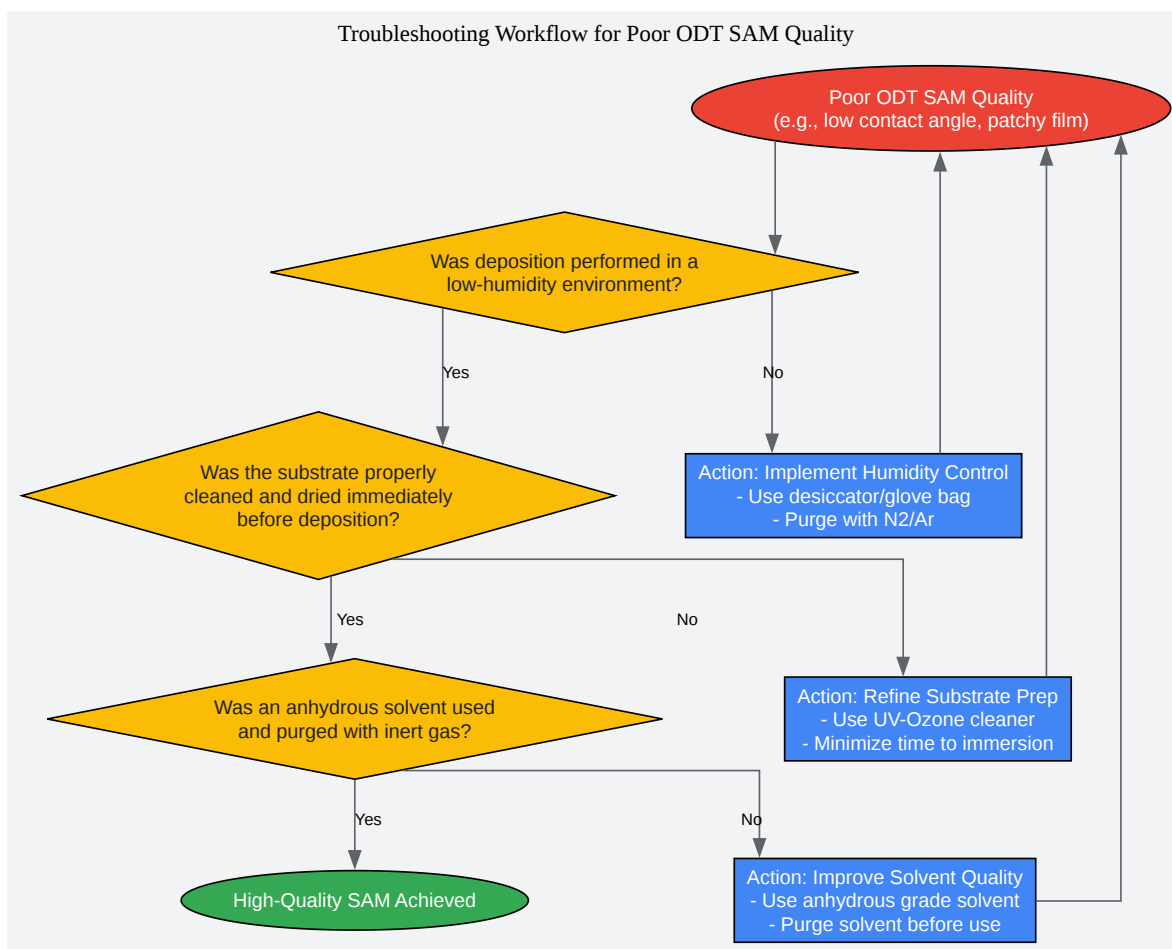 Troubleshooting Workflow for Poor ODT SAM Quality
Poor ODT SAM Quality
(e.g., low contact angle, patchy film)
Was deposition performed in a
low-humidity environment?
Yes
No
Was the substrate properly
cleaned and dried immediately
before deposition?
Action: Implement Humidity Control
- Use desiccator/glove bag
- Purge with N2/Ar
Yes
No
Was an anhydrous solvent used
and purged with inert gas?
Action: Refine Substrate Prep
- Use UV-Ozone cleaner
- Minimize time to immersion
Yes
No
High-Quality SAM Achieved
Action: Improve Solvent Quality
- Use anhydrous grade solvent
- Purge solvent before use